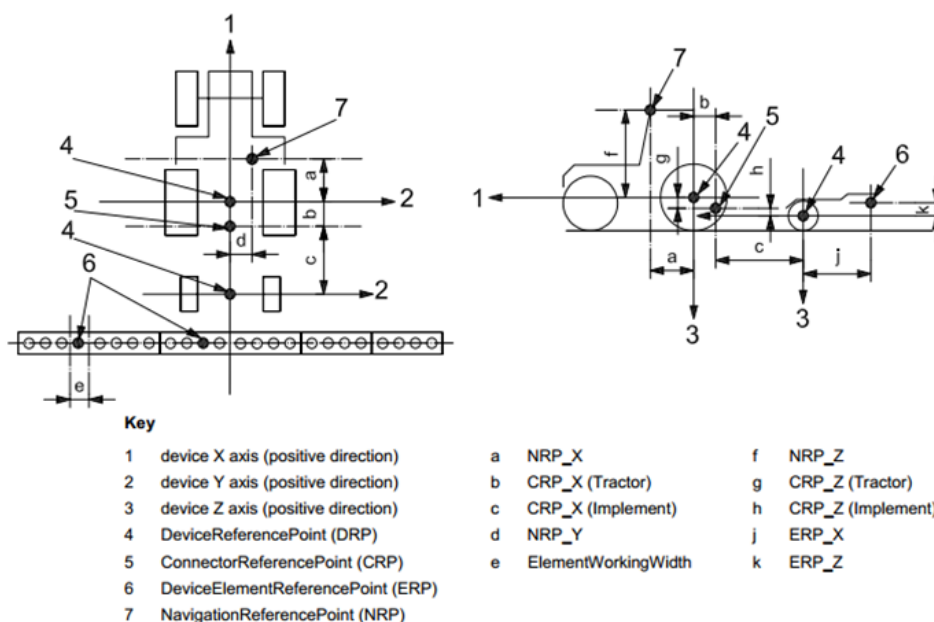 1
7
4
a
2
5
b
d
c
4
2
6
e
7
b
4
5
f
g
h
4
6
1
k
a
c
j
3
3
Key
1 device X axis (positive direction) a NRP_X f NRP_Z
2 device Y axis (positive direction) b CRP_X (Tractor) g CRP_Z (Tractor)
3 device Z axis (positive direction) c CRP_X (Implement) h CRP_Z (Implement)
4 DeviceReferencePoint (DRP) d NRP_Y j ERP_X
5 ConnectorReferencePoint (CRP) e ElementWorkingWidth k ERP_Z
6 DeviceElementReferencePoint (ERP)
7 NavigationReferencePoint (NRP)